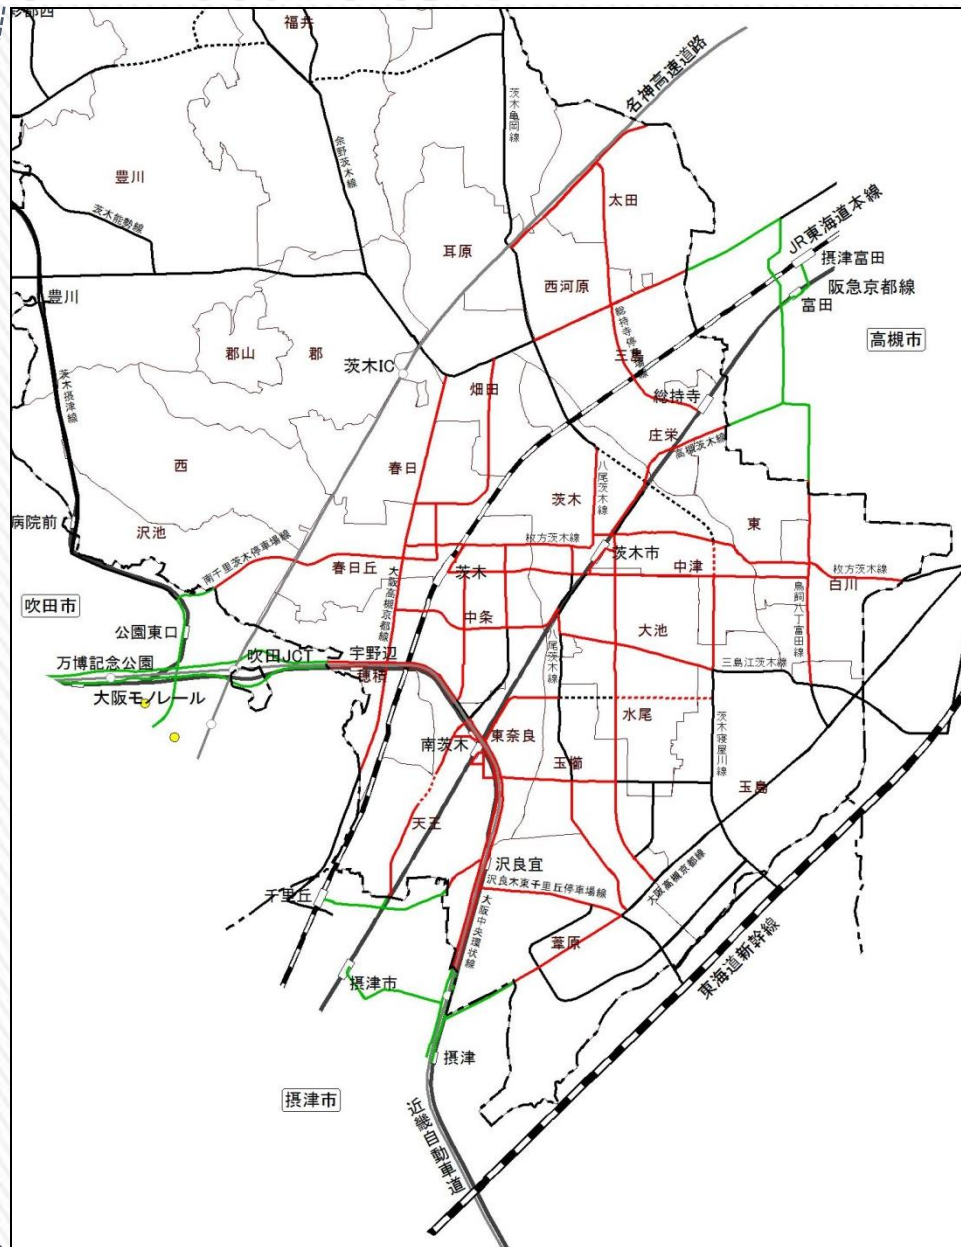 彩都西
福井
名神高速道路
茨木亀岡線
余野茨木線
豊川
茨木能勢線
太田
耳原
JR東海道本線
摂津富田
西河原
阪急京都線
豊川
富田
総持寺停車場線
高槻市
郡山
郡
三島
茨木IC
畑田
総持寺
茨木摂津線
庄栄
高槻茨木線
西
春日
八尾茨木線
茨木
病院前
沢池
東
枚方茨木線
茨木市
南千里茨木停車場線
春日丘
茨木
中津
枚方茨木線
白川
吹田市
大阪高槻京都線
中条
鳥飼八丁富田線
公園東口
大池
八尾茨木線
宇野辺
万博記念公園
吹田JCT
三島江茨木線
穂積
大阪モノレール
水尾
茨木寝屋川線
南茨木
東奈良
玉櫛
玉島
天王
沢良宜
大阪高槻京都線
沢良木東千里丘停車場線
千里丘
大阪中央環状線
葦原
東海道新幹線
摂津市
摂津
摂津市
近畿自動車道